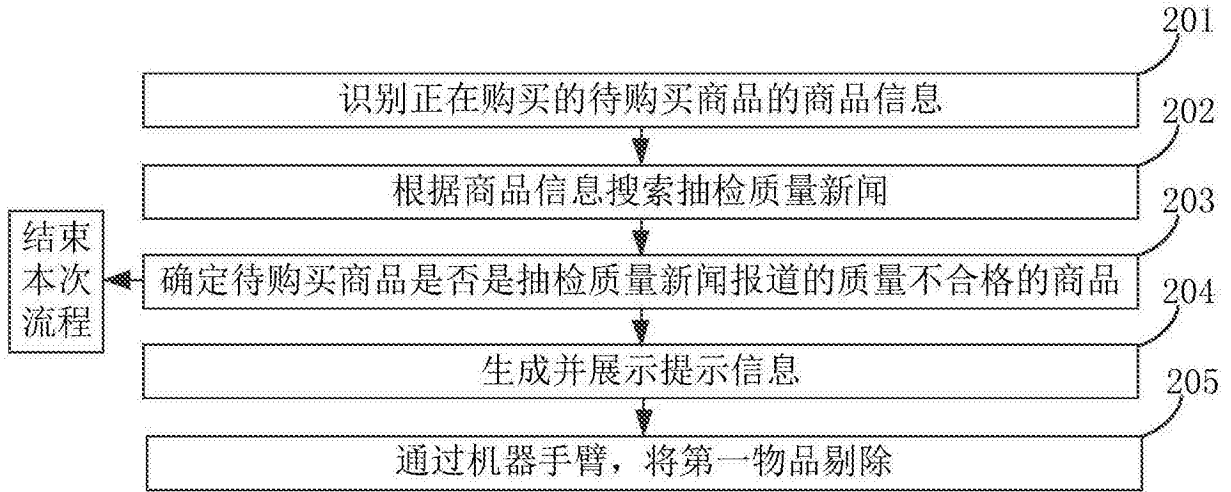 201
识别正在购买的待购买商品的商品信息
202
根据商品信息搜索抽检质量新闻
203
结束
本次
流程
确定待购买商品是否是抽检质量新闻报道的质量不合格的商品
204
生成并展示提示信息
205
通过机器手臂，将第一物品剔除